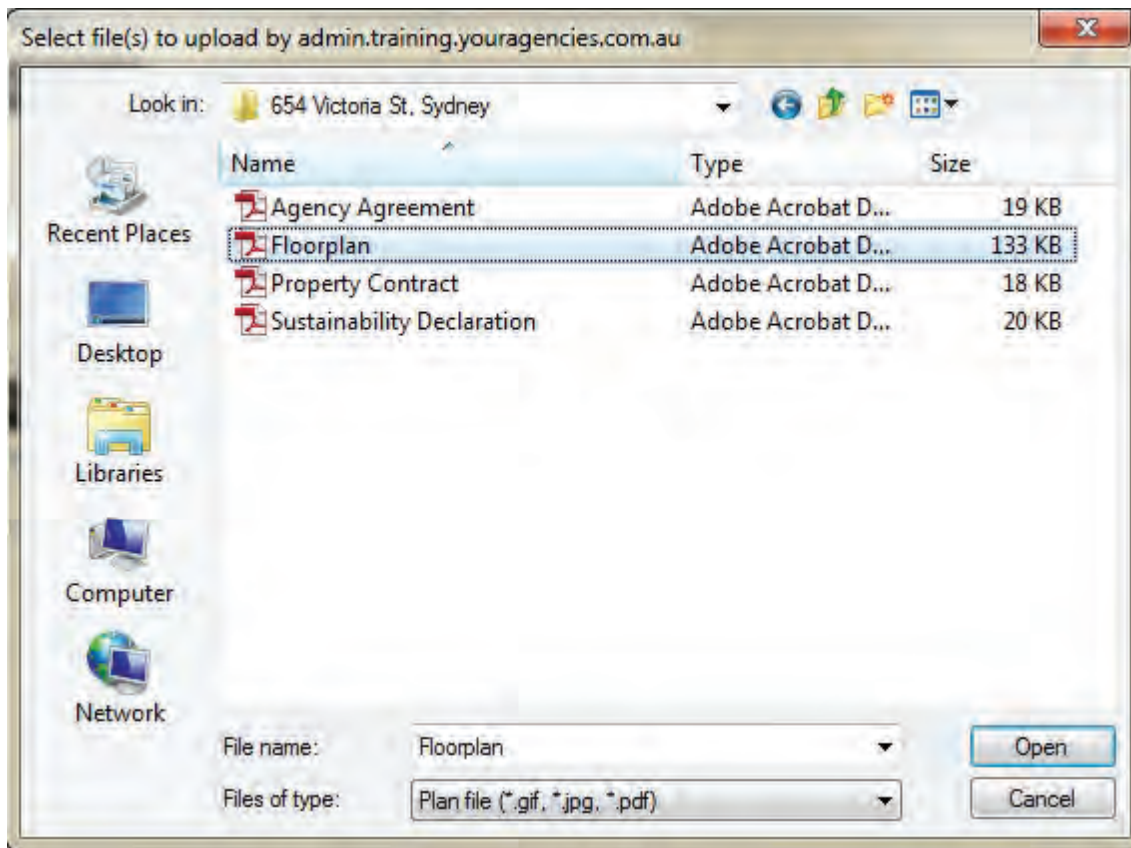 Select file(s) to upload by admin.training.youragencies.com.au
Look in: 654 Victoria St, Sydney
Name Type Size
Agency Agreement Adobe Acrobat D... 19 KB
Floorplan Adobe Acrobat D... 133 KB
Property Contract Adobe Acrobat D... 18 KB
Sustainability Declaration Adobe Acrobat D... 20 KB
Recent Places
Desktop
Libraries
Computer
Network
File name: Floorplan Open
Files of type: Plan file (*.gif, *.jpg, *.pdf) Cancel